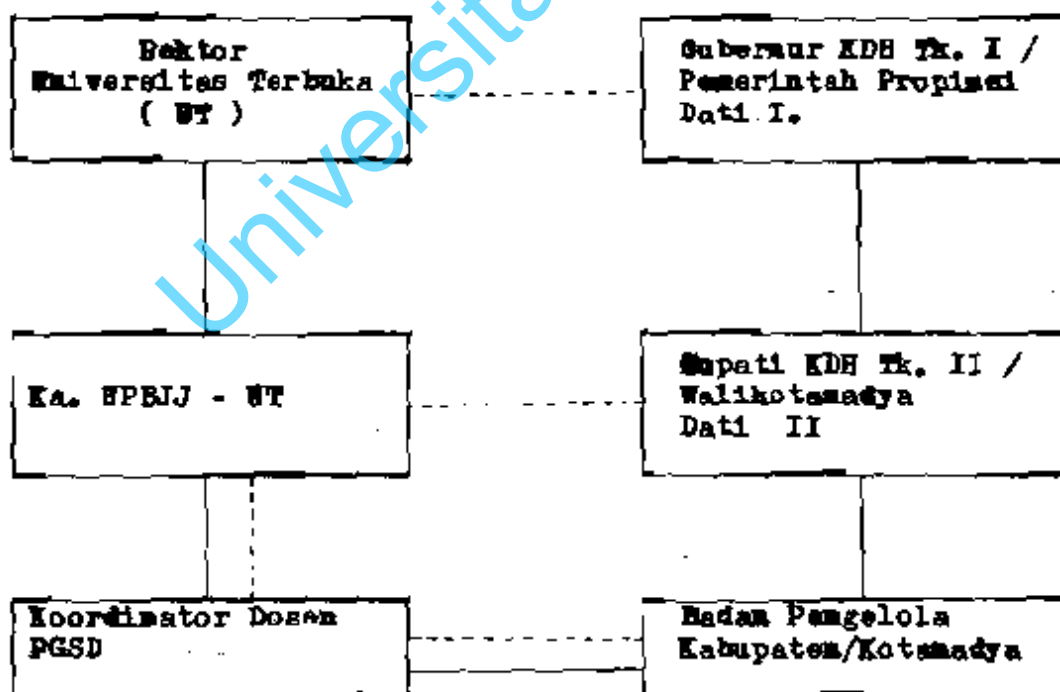 Rektor
Universitas Terbuka
( UT )
Gubernur KDH Tk. I /
Pemerintah Propinsi
Dati I.
Ka. UPBJJ - UT
Bupati KDH Tk. II /
Walikotamadya
Dati II
Koordinator Dosen
PGSD
Badan Pengelola
Kabupaten/Kotamadya
Universita